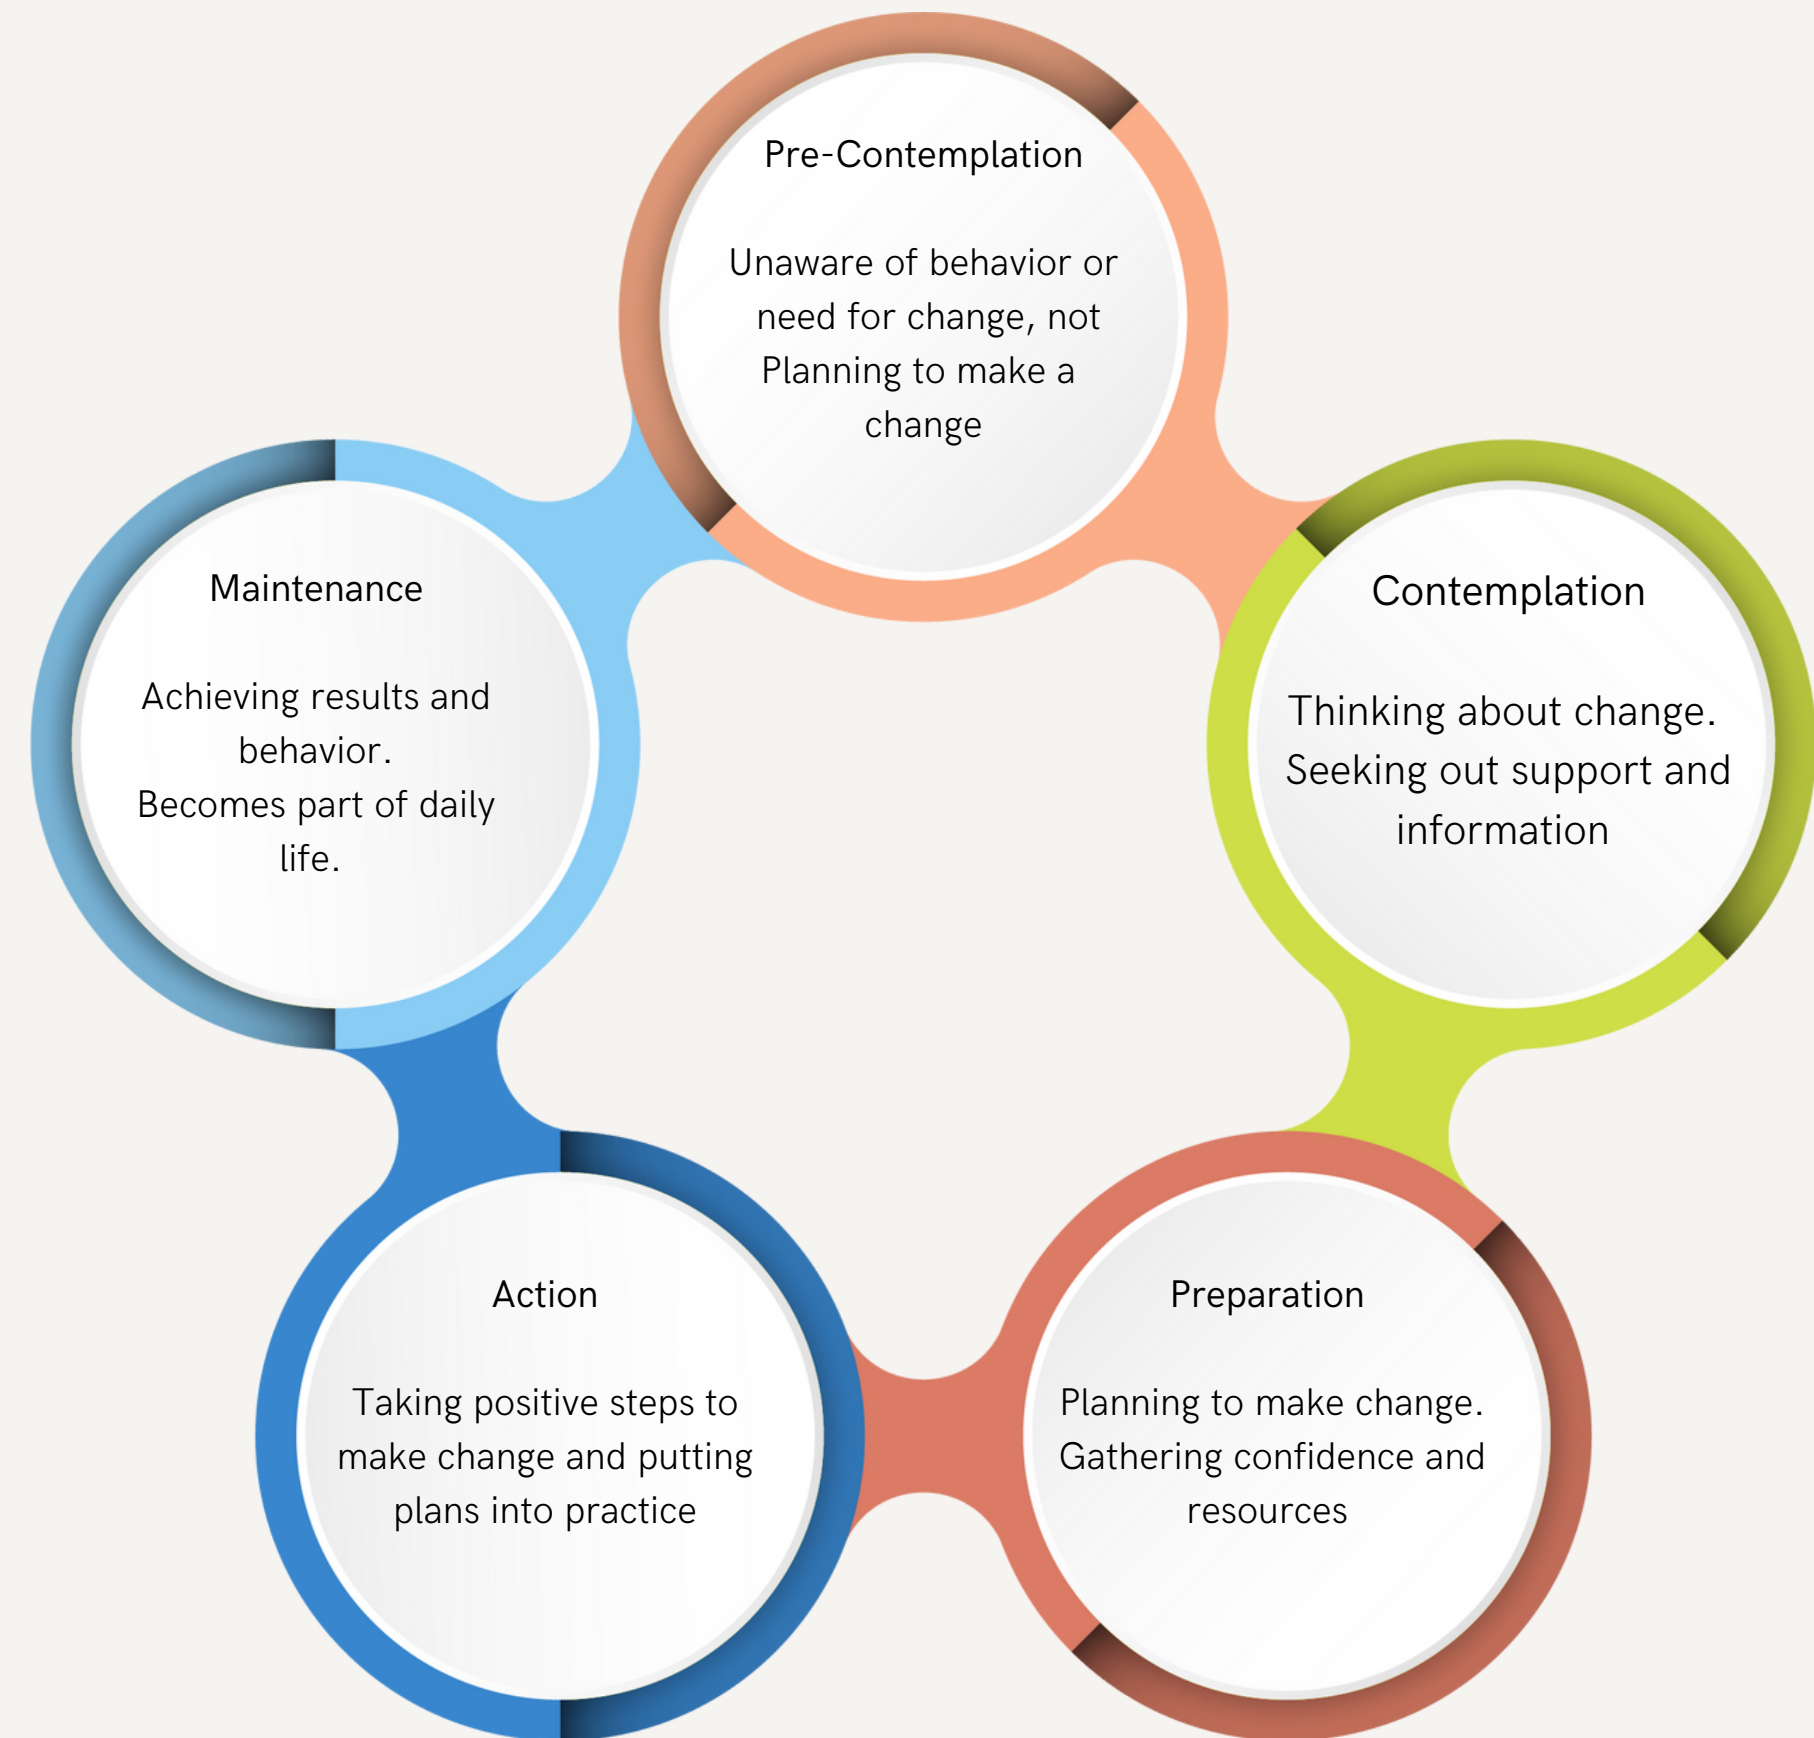 Pre-Contemplation
Unaware of behavior or
need for change, not
Planning to make a
change
Contemplation
Thinking about change.
Seeking out support and
information
Preparation
Planning to make change.
Gathering confidence and
resources
Action
Taking positive steps to
make change and putting
plans into practice
Maintenance
Achieving results and
behavior.
Becomes part of daily
life.